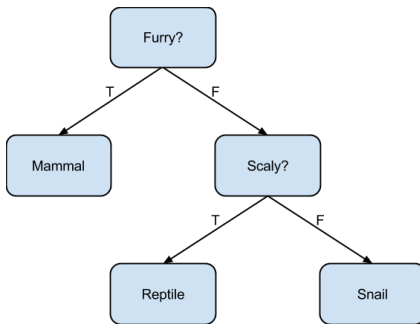 Furry?
T
F
Mammal
Scaly?
T
F
Reptile
Snail